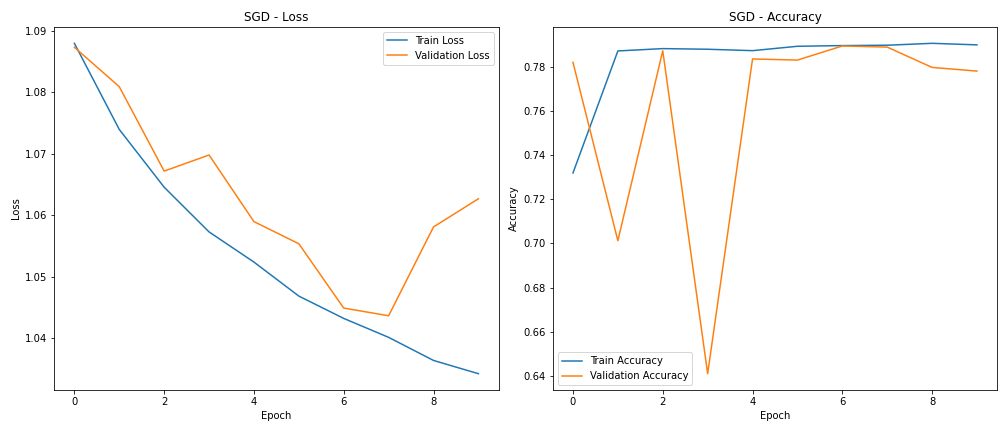 SGD - Loss
1.09
1.08
1.07
1.06
1.05
1.04
Loss
0
2
4
6
8
Epoch
Train Loss
Validation Loss
SGD - Accuracy
0.78
0.76
0.74
0.72
0.70
0.68
0.66
0.64
Accuracy
0
2
4
6
8
Epoch
Train Accuracy
Validation Accuracy